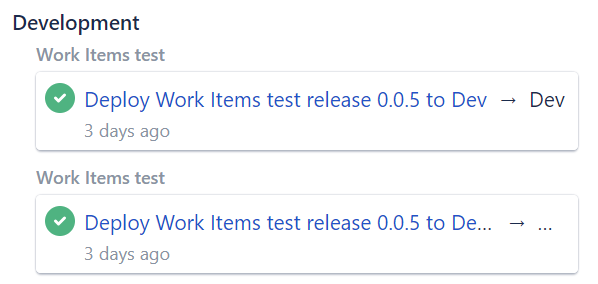 Development
Work Items test
Deploy Work Items test release 0.0.5 to Dev → Dev
3 days ago
Work Items test
Deploy Work Items test release 0.0.5 to De... → ...
3 days ago